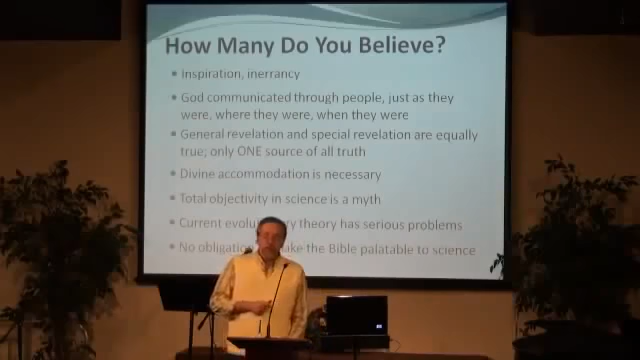 How Many Do You Believe?
• Inspiration, inerrancy
• God communicated through people, just as they
were, where they were, when they were
• General revelation and special revelation are equally
true; only ONE source of all truth
• Divine accommodation is necessary
• Total objectivity in science is a myth
• Current theory has serious problems
• No the Bible palatable to science